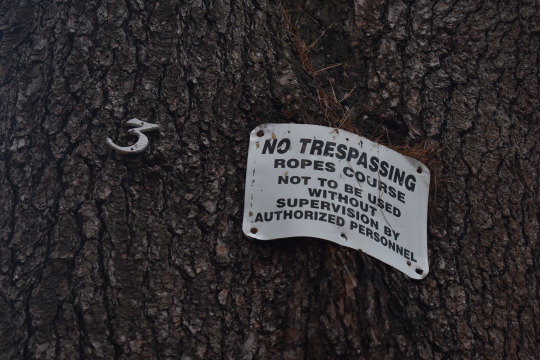 3
NO TRESPASSING
ROPES COURSE
NOT TO BE USED
WITHOUT
SUPERVISION BY
AUTHORIZED PERSONNEL